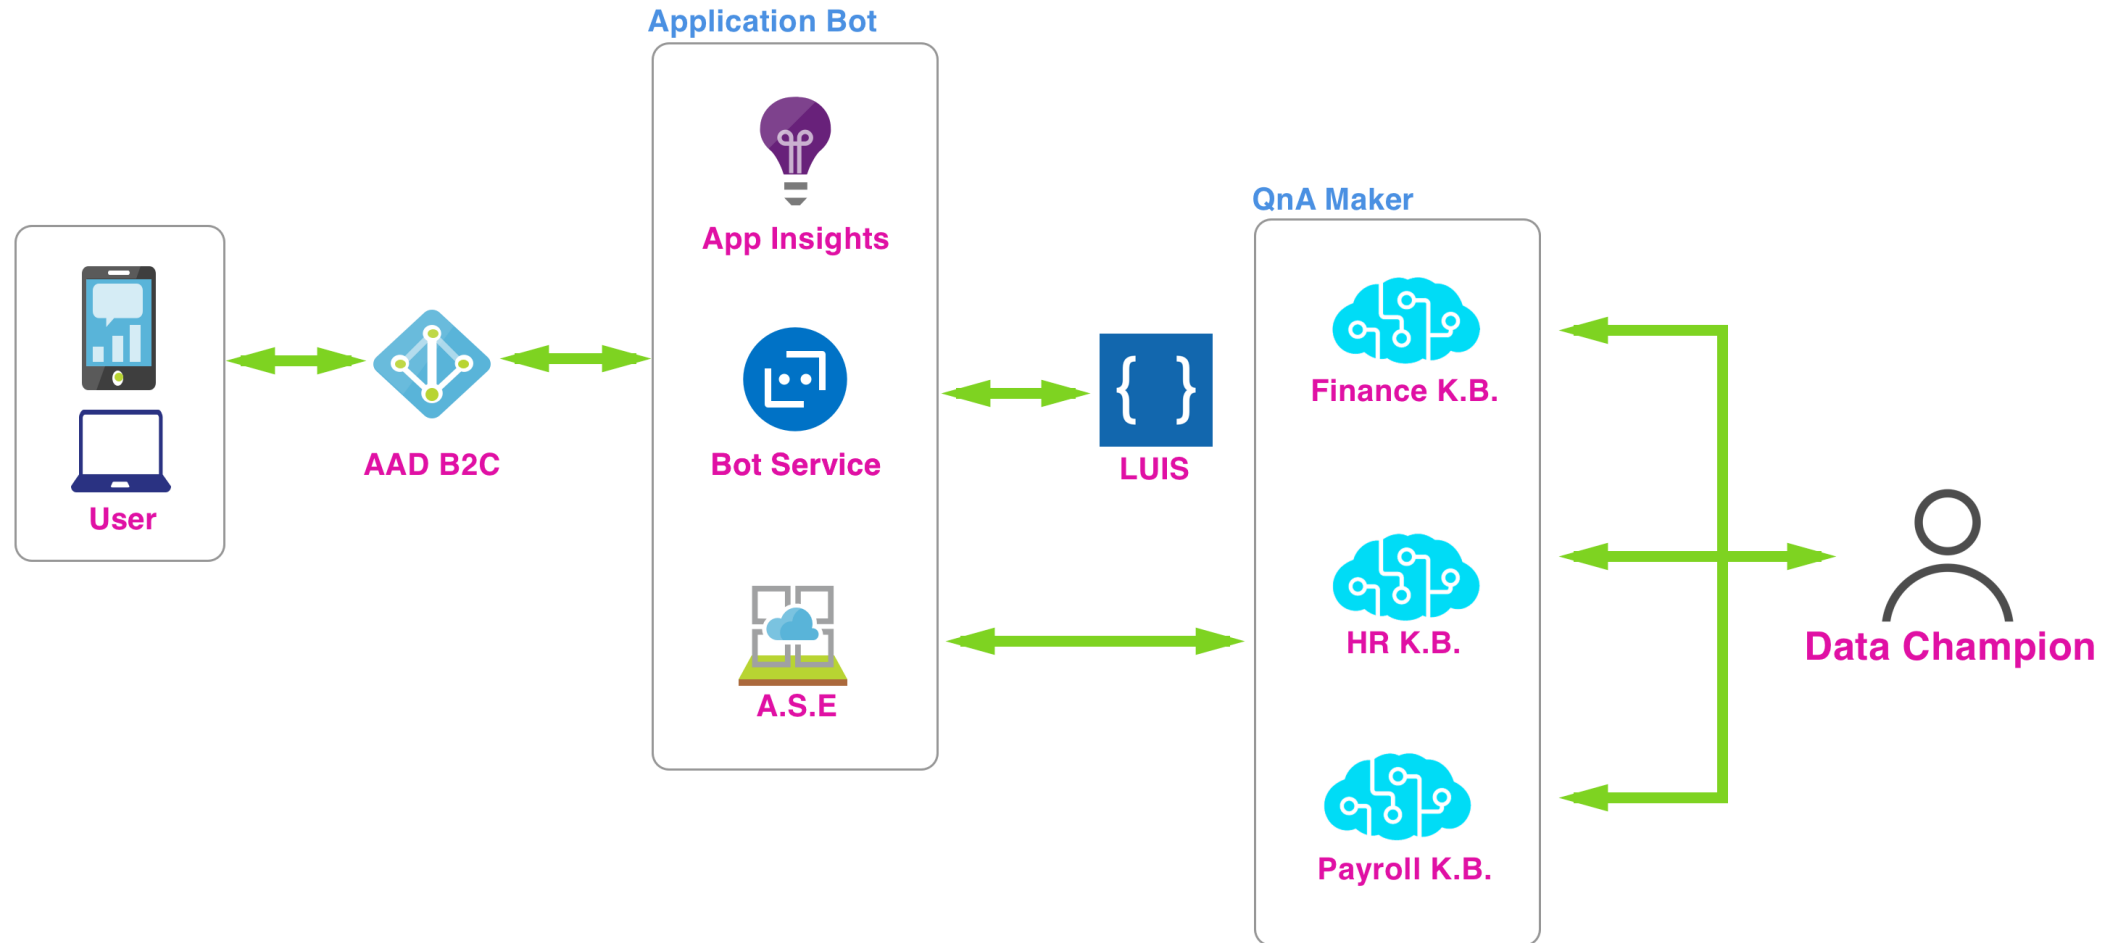 Application Bot
App Insights
QnA Maker
Finance K.B.
AAD B2C
Bot Service
LUIS
User
HR K.B.
Data Champion
A.S.E
Payroll K.B.